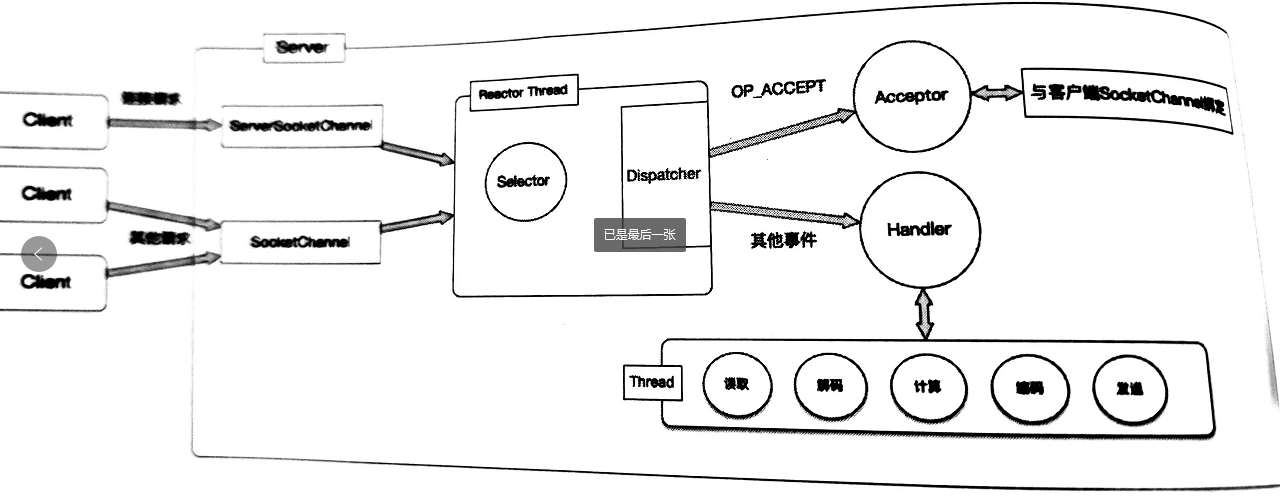 Server
连接请求
Client
ServerSocketChannel
Reactor Thread
OP_ACCEPT
Acceptor
与客户端SocketChannel绑定
Client
Selector
Dispatcher
其他请求
SocketChannel
已是最后一张
其他事件
Handler
Client
Thread
读取
解码
计算
编码
发送